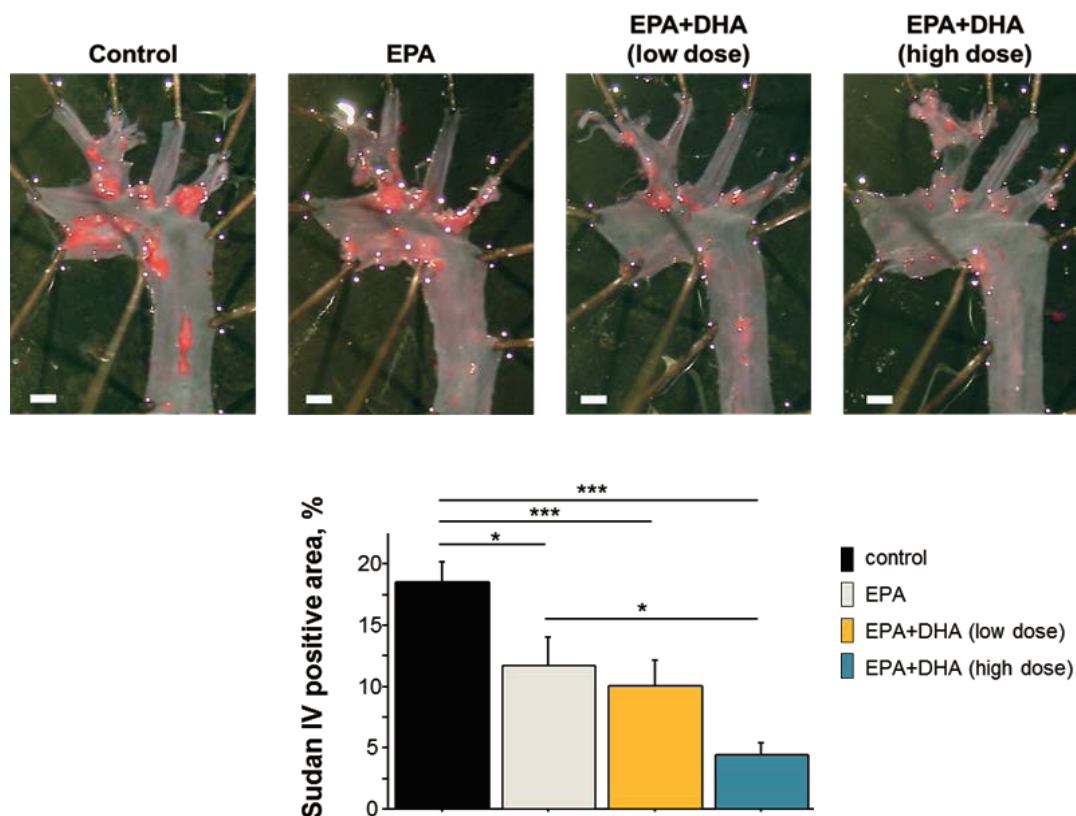 Control
EPA
EPA+DHA
(low dose)
EPA+DHA
(high dose)
Sudan IV positive area, %
20
15
10
5
0
***
***
*
*
control
EPA
EPA+DHA (low dose)
EPA+DHA (high dose)